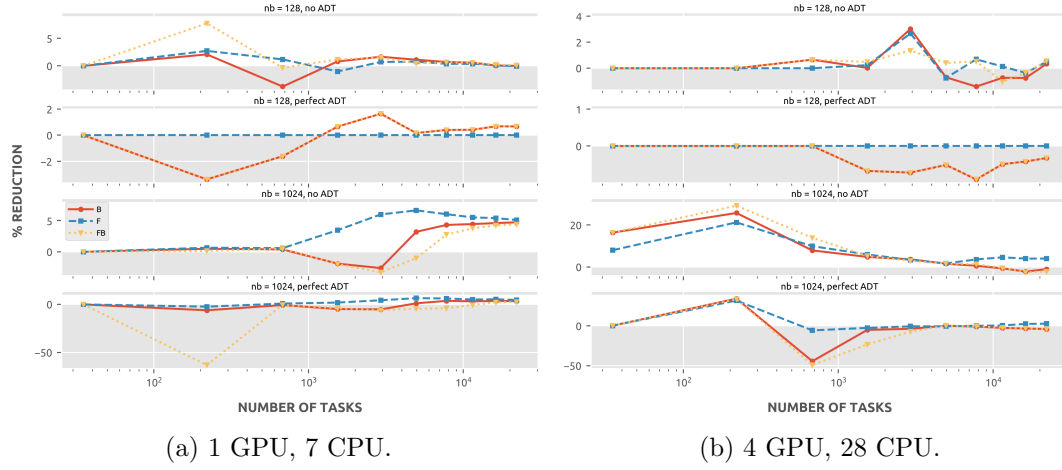 nb = 128, no ADT
5
0
nb = 128, perfect ADT
2
0
−2
nb = 1024, no ADT
5
0
B
F
FB
nb = 1024, perfect ADT
0
−50
10²
10³
10⁴
% REDUCTION
NUMBER OF TASKS
(a) 1 GPU, 7 CPU.
nb = 128, no ADT
4
2
0
nb = 128, perfect ADT
1
0
nb = 1024, no ADT
20
0
nb = 1024, perfect ADT
0
−50
10²
10³
10⁴
NUMBER OF TASKS
(b) 4 GPU, 28 CPU.